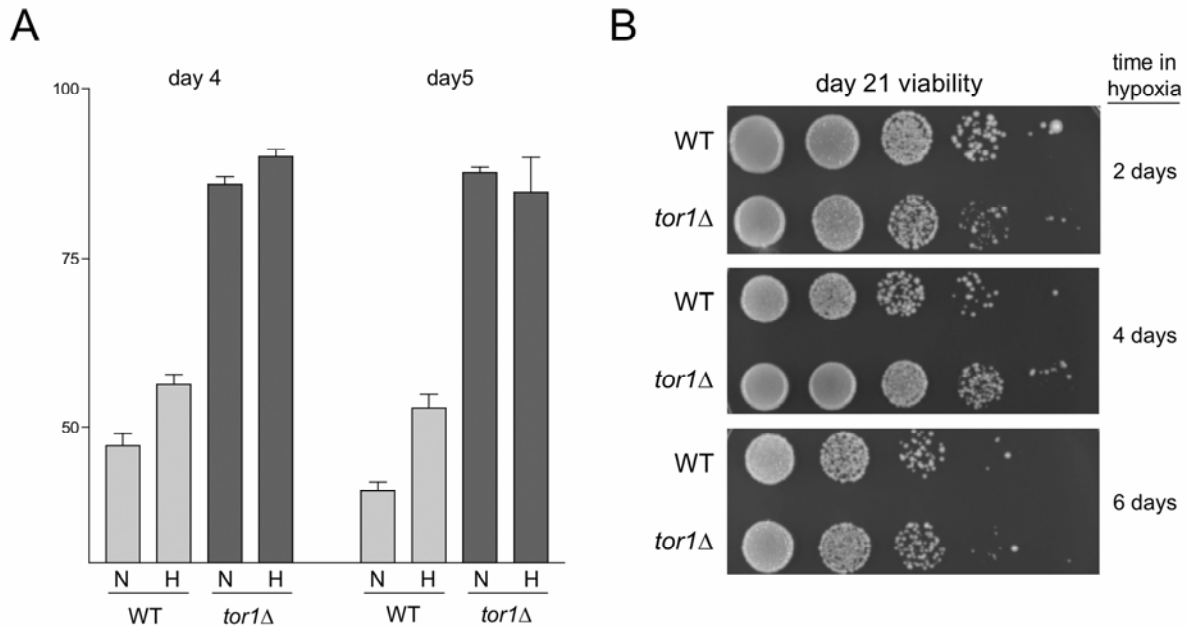 A
day 4
day5
100
75
50
N H N H
N H N H
WT tor1Δ
WT tor1Δ
B
day 21 viability
time in
hypoxia
WT
tor1Δ
2 days
WT
tor1Δ
4 days
WT
tor1Δ
6 days